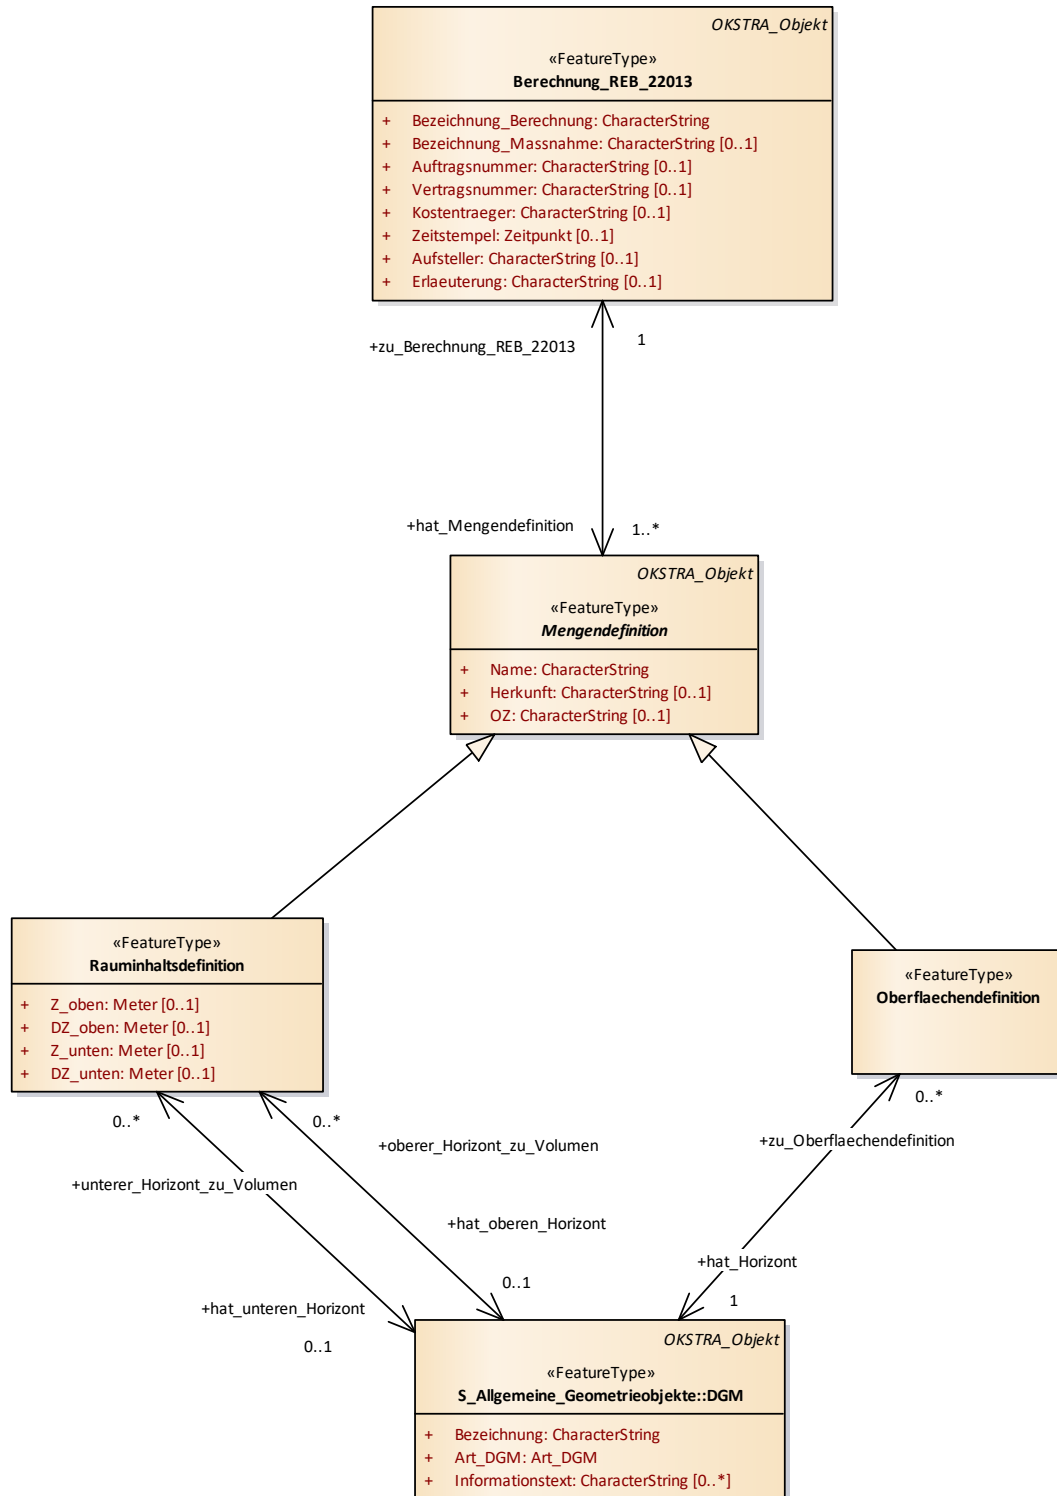 OKSTRA_Objekt
«FeatureType»
Berechnung_REB_22013
+ Bezeichnung_Berechnung: CharacterString
+ Bezeichnung_Massnahme: CharacterString [0..1]
+ Auftragsnummer: CharacterString [0..1]
+ Vertragsnummer: CharacterString [0..1]
+ Kostentraeger: CharacterString [0..1]
+ Zeitstempel: Zeitpunkt [0..1]
+ Aufsteller: CharacterString [0..1]
+ Erlaeuterung: CharacterString [0..1]
+zu_Berechnung_REB_22013 1
+hat_Mengendefinition 1..*
OKSTRA_Objekt
«FeatureType»
Mengendefinition
+ Name: CharacterString
+ Herkunft: CharacterString [0..1]
+ OZ: CharacterString [0..1]
«FeatureType»
Rauminhaltsdefinition
+ Z_oben: Meter [0..1]
+ DZ_oben: Meter [0..1]
+ Z_unten: Meter [0..1]
+ DZ_unten: Meter [0..1]
«FeatureType»
Oberflaechendefinition
0..* 0..* 0..*
+oberer_Horizont_zu_Volumen +zu_Oberflaechendefinition
+unterer_Horizont_zu_Volumen
+hat_oberen_Horizont
+hat_Horizont
0..1 1
+hat_unteren_Horizont
0..1
OKSTRA_Objekt
«FeatureType»
S_Allgemeine_Geometrieobjekte::DGM
+ Bezeichnung: CharacterString
+ Art_DGM: Art_DGM
+ Informationstext: CharacterString [0..*]